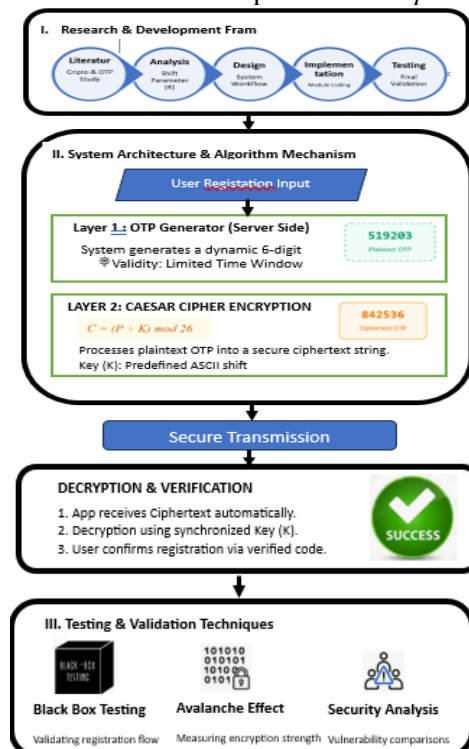 I. Research & Development Fram
Literatur
Cripto & OTP
Study
Analysis
Shift
Parameter
(K)
Design
System
Workflow
Implemen
tation
Module Coding
Testing
Final
Validation
II. System Architecture & Algorithm Mechanism
User Registation Input
Layer 1 : OTP Generator (Server Side)
System generates a dynamic 6-digit
Validity: Limited Time Window
519203
Plaintext OTP
LAYER 2: CAESAR CIPHER ENCRYPTION
C = (P + K) mod 26
842536
Ciphertext OTP
Processes plaintext OTP into a secure ciphertext string.
Key (K): Predefined ASCII shift
Secure Transmission
DECRYPTION & VERIFICATION
1. App receives Ciphertext automatically.
2. Decryption using synchronized Key (K).
3. User confirms registration via verified code.
SUCCESS
III. Testing & Validation Techniques
BLACK-BOX
TESTING
101010
010101
10100
0101
Black Box Testing
Validating registration flow
Avalanche Effect
Measuring encryption strength
Security Analysis
Vulnerability comparisons